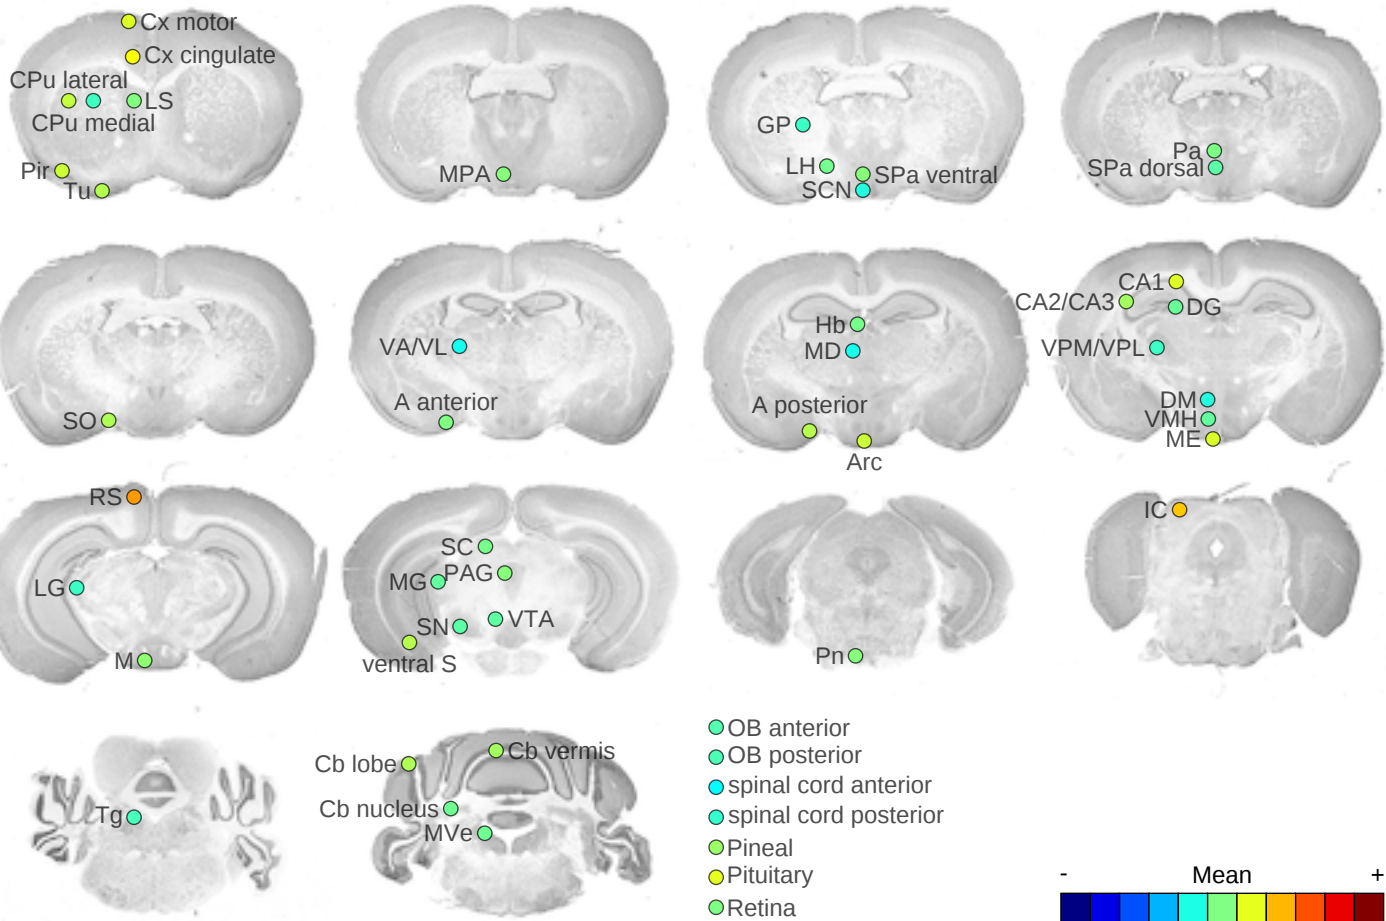 Cx motor
Cx cingulate
CPu lateral
LS
CPu medial
Pir
Tu
MPA
GP
LH
SPa ventral
SCN
Pa
SPa dorsal
SO
VA/VL
A anterior
Hb
MD
A posterior
Arc
CA1
CA2/CA3
DG
VPM/VPL
DM
VMH
ME
RS
LG
M
SC
MG
PAG
SN
VTA
ventral S
Pn
IC
Tg
Cb lobe
Cb vermis
Cb nucleus
MVe
OB anterior
OB posterior
spinal cord anterior
spinal cord posterior
Pineal
Pituitary
Retina
- Mean +